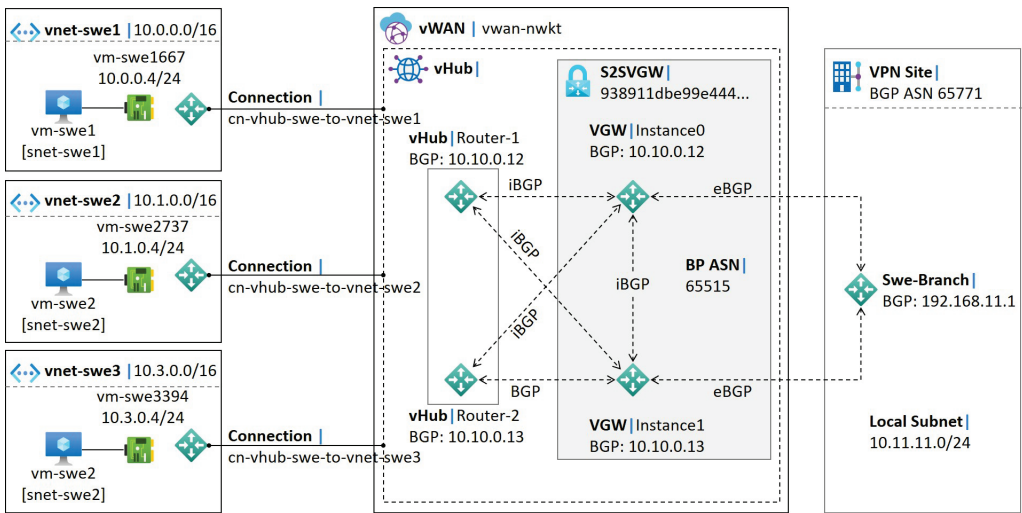 vnet-swe1 | 10.0.0.0/16
vm-swe1667
10.0.0.4/24
vm-swe1
[snet-swe1]
Connection |
cn-vhub-swe-to-vnet-swe1
vnet-swe2 | 10.1.0.0/16
vm-swe2737
10.1.0.4/24
vm-swe2
[snet-swe2]
Connection |
cn-vhub-swe-to-vnet-swe2
vnet-swe3 | 10.3.0.0/16
vm-swe3394
10.3.0.4/24
vm-swe2
[snet-swe2]
Connection |
cn-vhub-swe-to-vnet-swe3
vWAN | vwan-nwkt
vHub|
vHub|Router-1
BGP: 10.10.0.12
vHub|Router-2
BGP: 10.10.0.13
iBGP
iBGP
iBGP
BGP
S2SVGW|
938911dbe99e444...
VGW|Instance0
BGP: 10.10.0.12
BP ASN|
65515
iBGP
VGW|Instance1
BGP: 10.10.0.13
eBGP
eBGP
VPN Site|
BGP ASN 65771
Swe-Branch|
BGP: 192.168.11.1
Local Subnet|
10.11.11.0/24